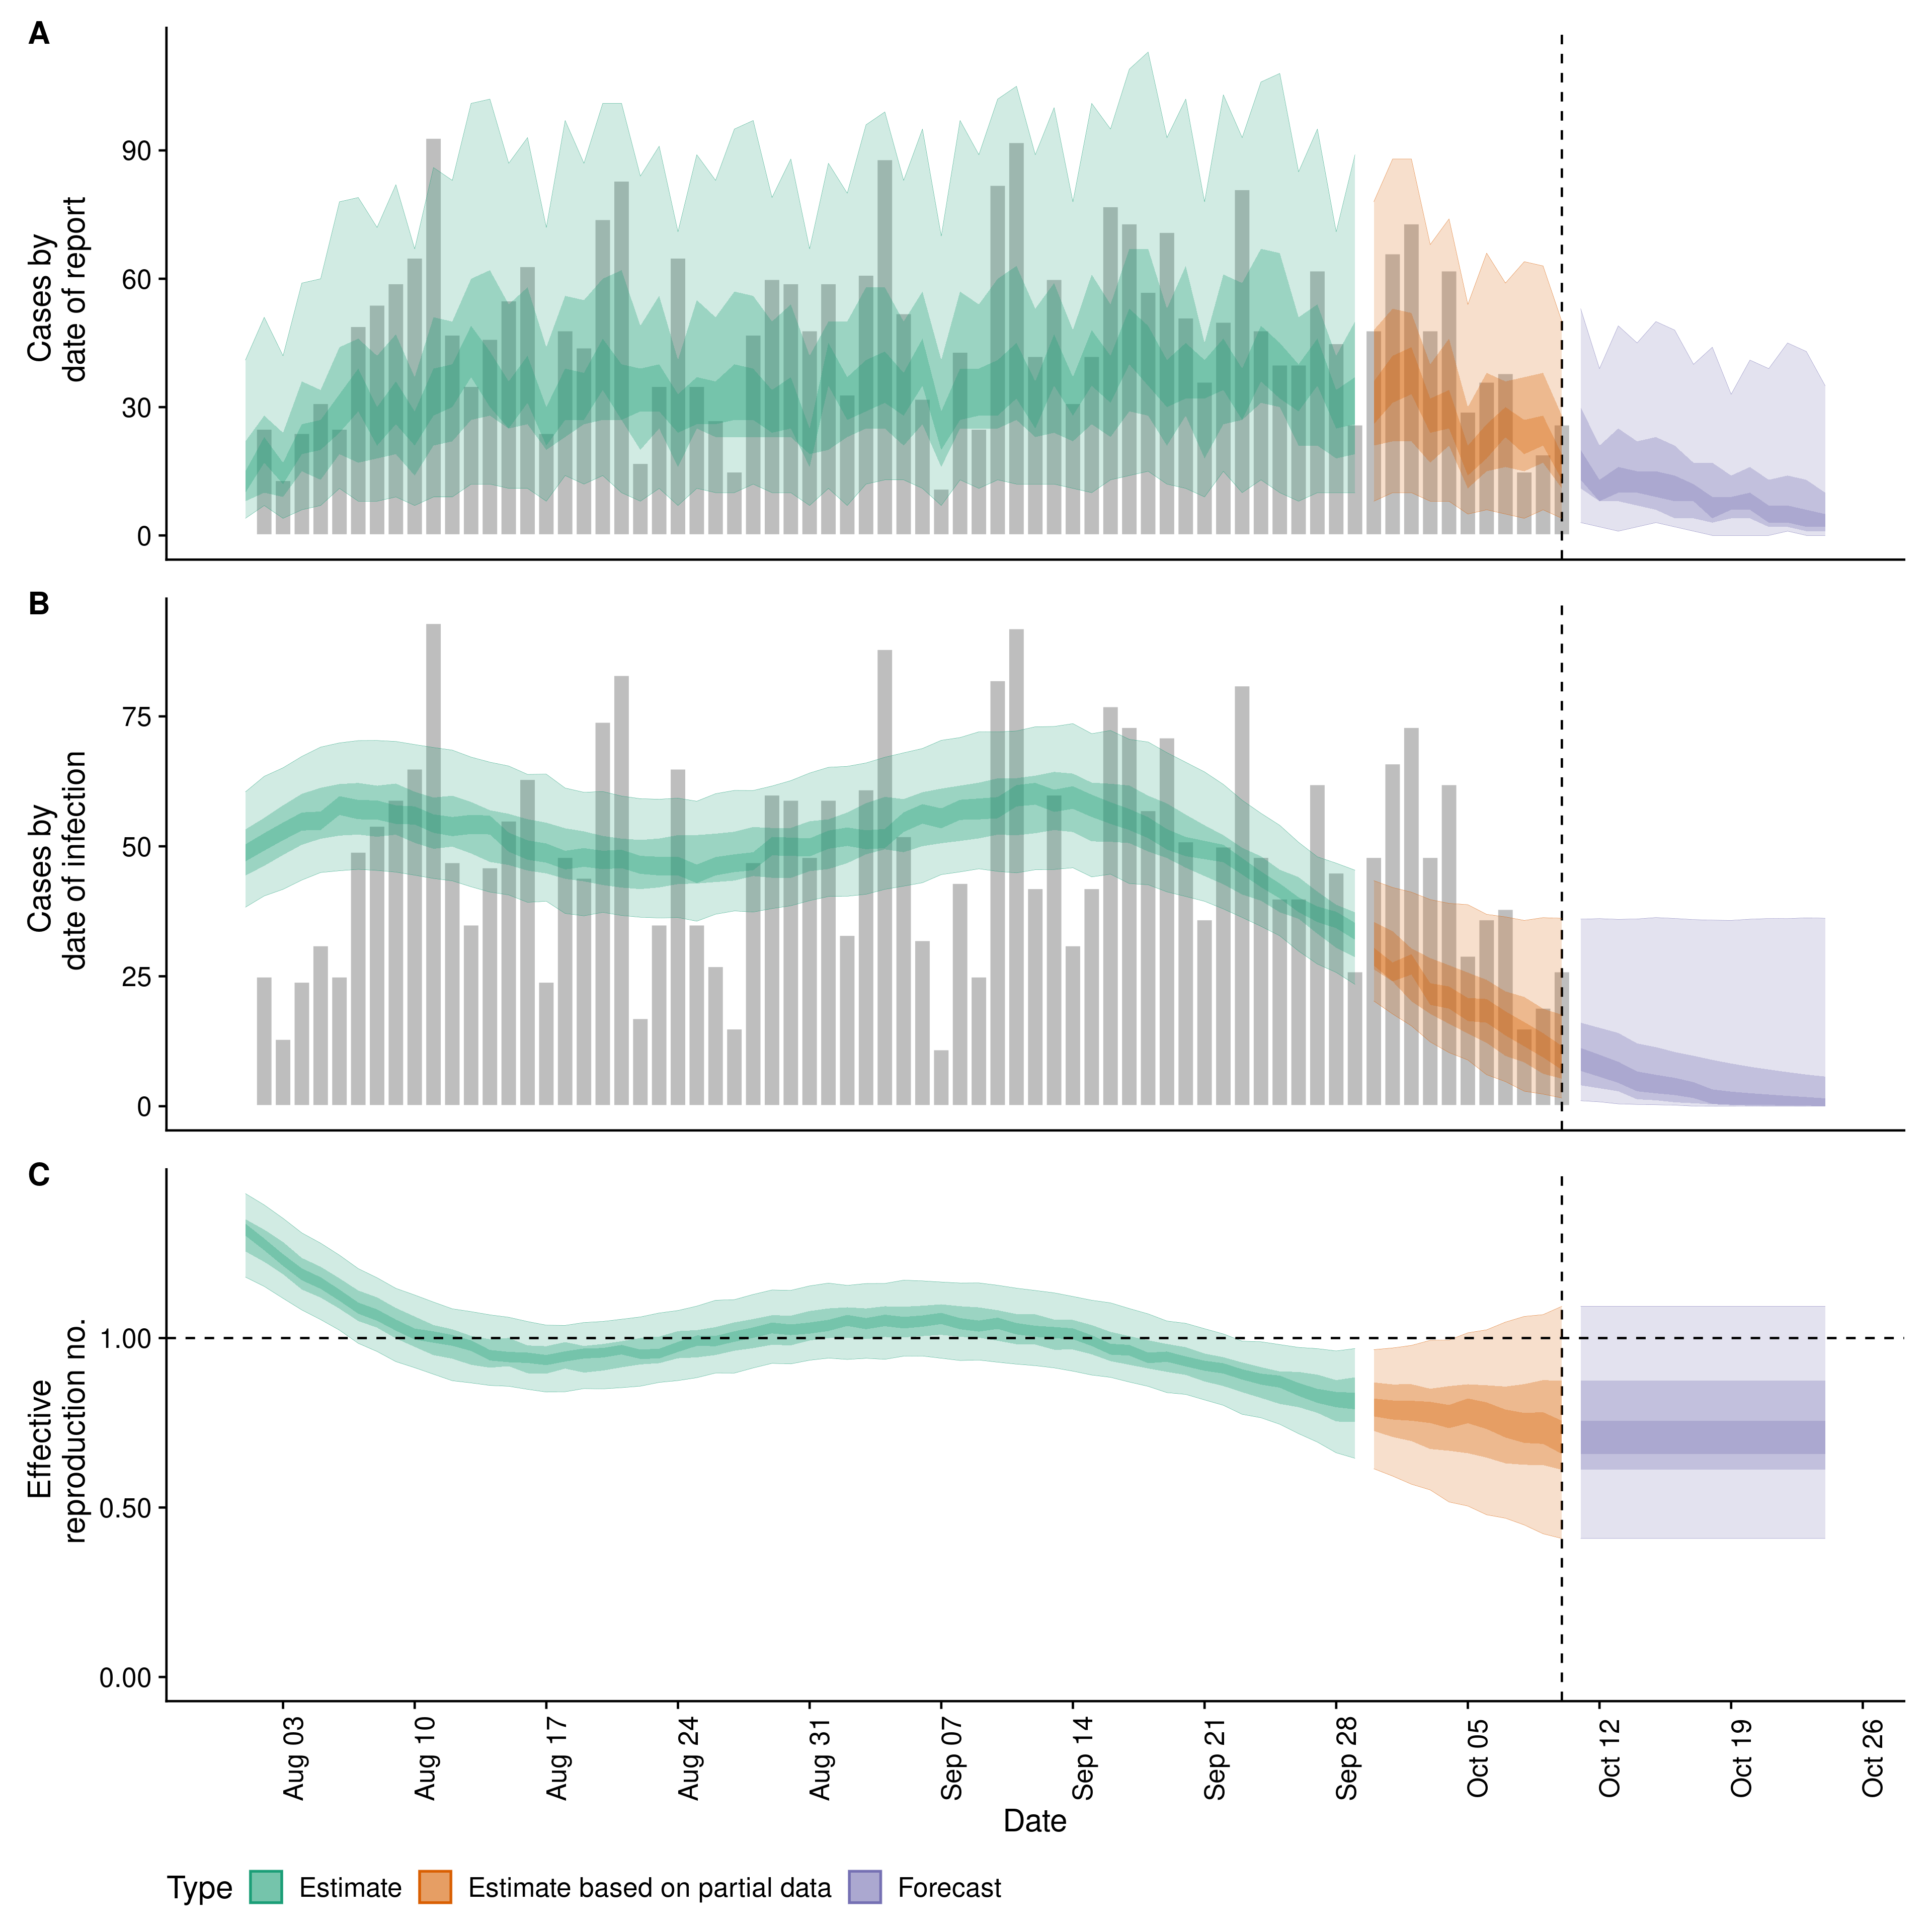 A
Cases by
date of report
90
60
30
0
B
Cases by
date of infection
75
50
25
0
C
Effective
reproduction no.
1.00
0.50
0.00
Aug 03
Aug 10
Aug 17
Aug 24
Aug 31
Sep 07
Sep 14
Sep 21
Sep 28
Oct 05
Oct 12
Oct 19
Oct 26
Date
Type Estimate Estimate based on partial data Forecast